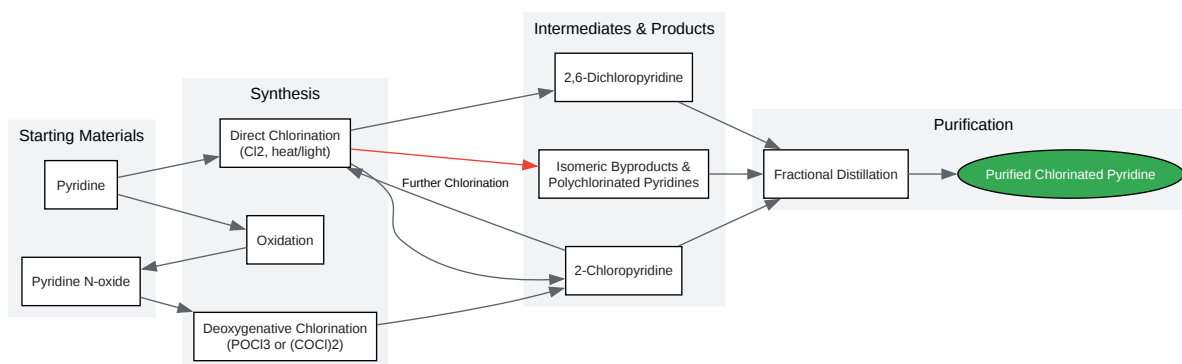 Starting Materials
Pyridine
Pyridine N-oxide
Synthesis
Direct Chlorination
(Cl2, heat/light)
Oxidation
Deoxygenative Chlorination
(POCl3 or (COCl)2)
Further Chlorination
Intermediates & Products
2,6-Dichloropyridine
Isomeric Byproducts &
Polychlorinated Pyridines
2-Chloropyridine
Purification
Fractional Distillation
Purified Chlorinated Pyridine